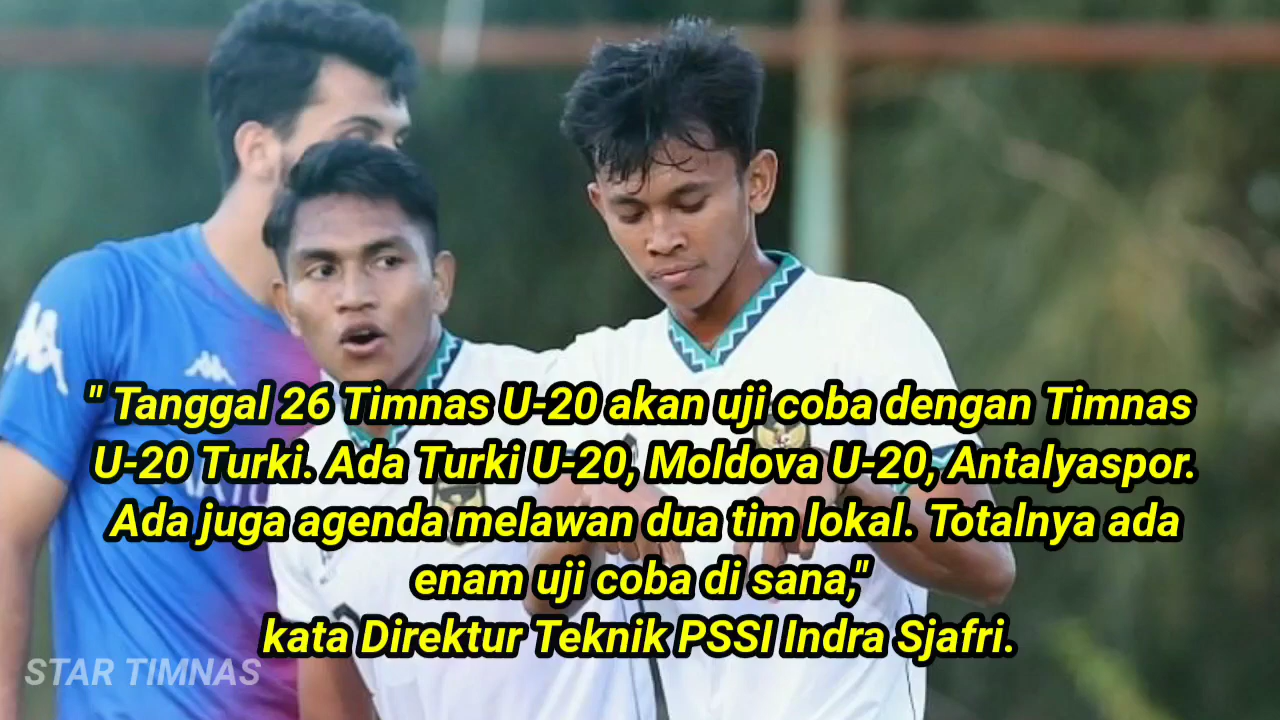 " Tanggal 26 Timnas U-20 akan uji coba dengan Timnas
U-20 Turki. Ada Turki U-20, Moldova U-20, Antalyaspor.
Ada juga agenda melawan dua tim lokal. Totalnya ada
enam uji coba di sana,"
kata Direktur Teknik PSSI Indra Sjafri.
STAR TIMNAS